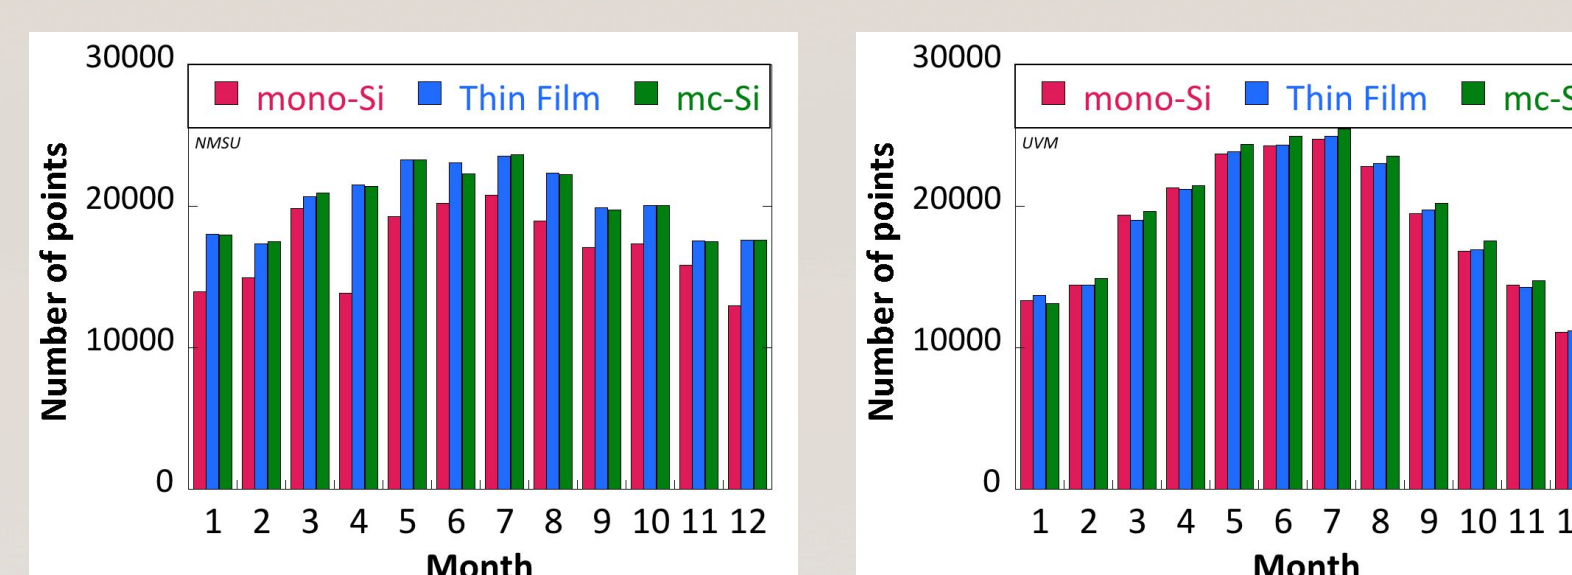 30000
mono-Si Thin Film mc-Si
NMSU
20000
10000
0
Number of points
1 2 3 4 5 6 7 8 9 10 11 12
Month
30000
mono-Si Thin Film mc-S
UVM
20000
10000
0
Number of points
1 2 3 4 5 6 7 8 9 10 11 1
Month